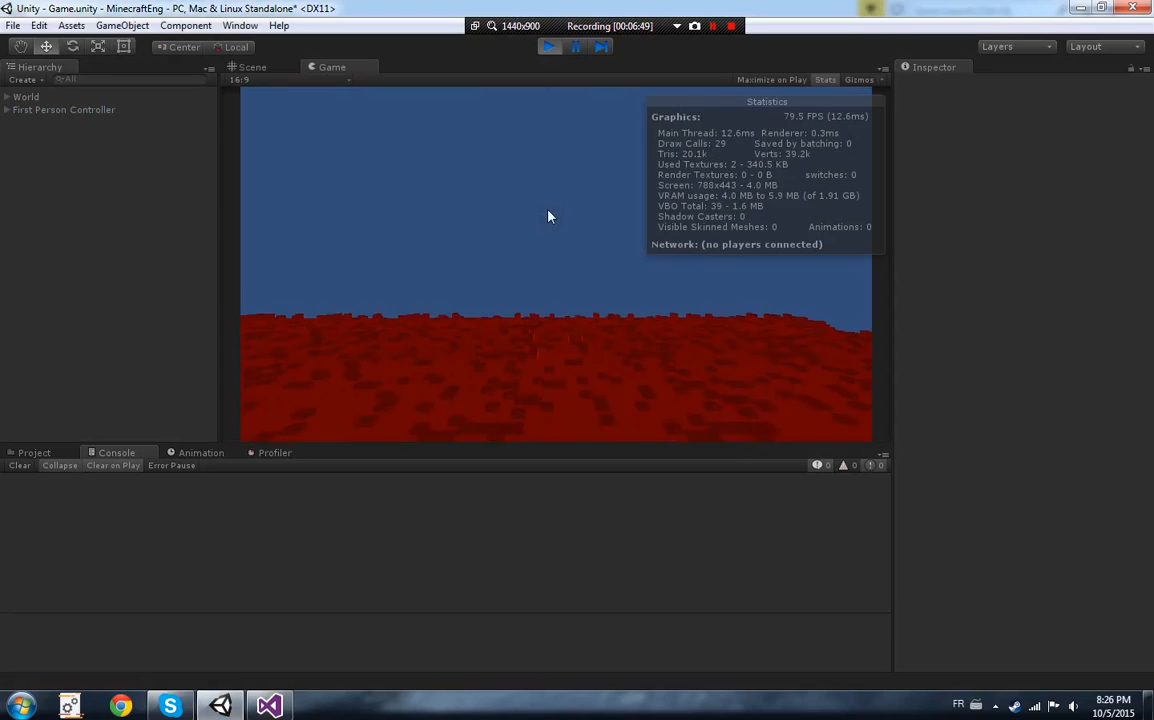 Unity - Game.unity - MinecraftEng - PC, Mac & Linux Standalone* <DX11>
File Edit Assets GameObject Component Window Help
1440x900 Recording [00:06:49]
Center Local Layers Layout
Hierarchy Scene Game Inspector
Create All 16:9 Maximize on Play Stats Gizmos
World
First Person Controller
Statistics
Graphics: 79.5 FPS (12.6ms)
Main Thread: 12.6ms Renderer: 0.3ms
Draw Calls: 29 Saved by batching: 0
Tris: 20.1k Verts: 39.2k
Used Textures: 2 - 340.5 KB
Render Textures: 0 - 0 B switches: 0
Screen: 788x443 - 4.0 MB
VRAM usage: 4.0 MB to 5.9 MB (of 1.91 GB)
VBO Total: 39 - 1.6 MB
Shadow Casters: 0
Visible Skinned Meshes: 0 Animations: 0
Network: (no players connected)
Project Console Animation Profiler
Clear Collapse Clear on Play Error Pause 0 0 0
FR 8:26 PM
10/5/2015